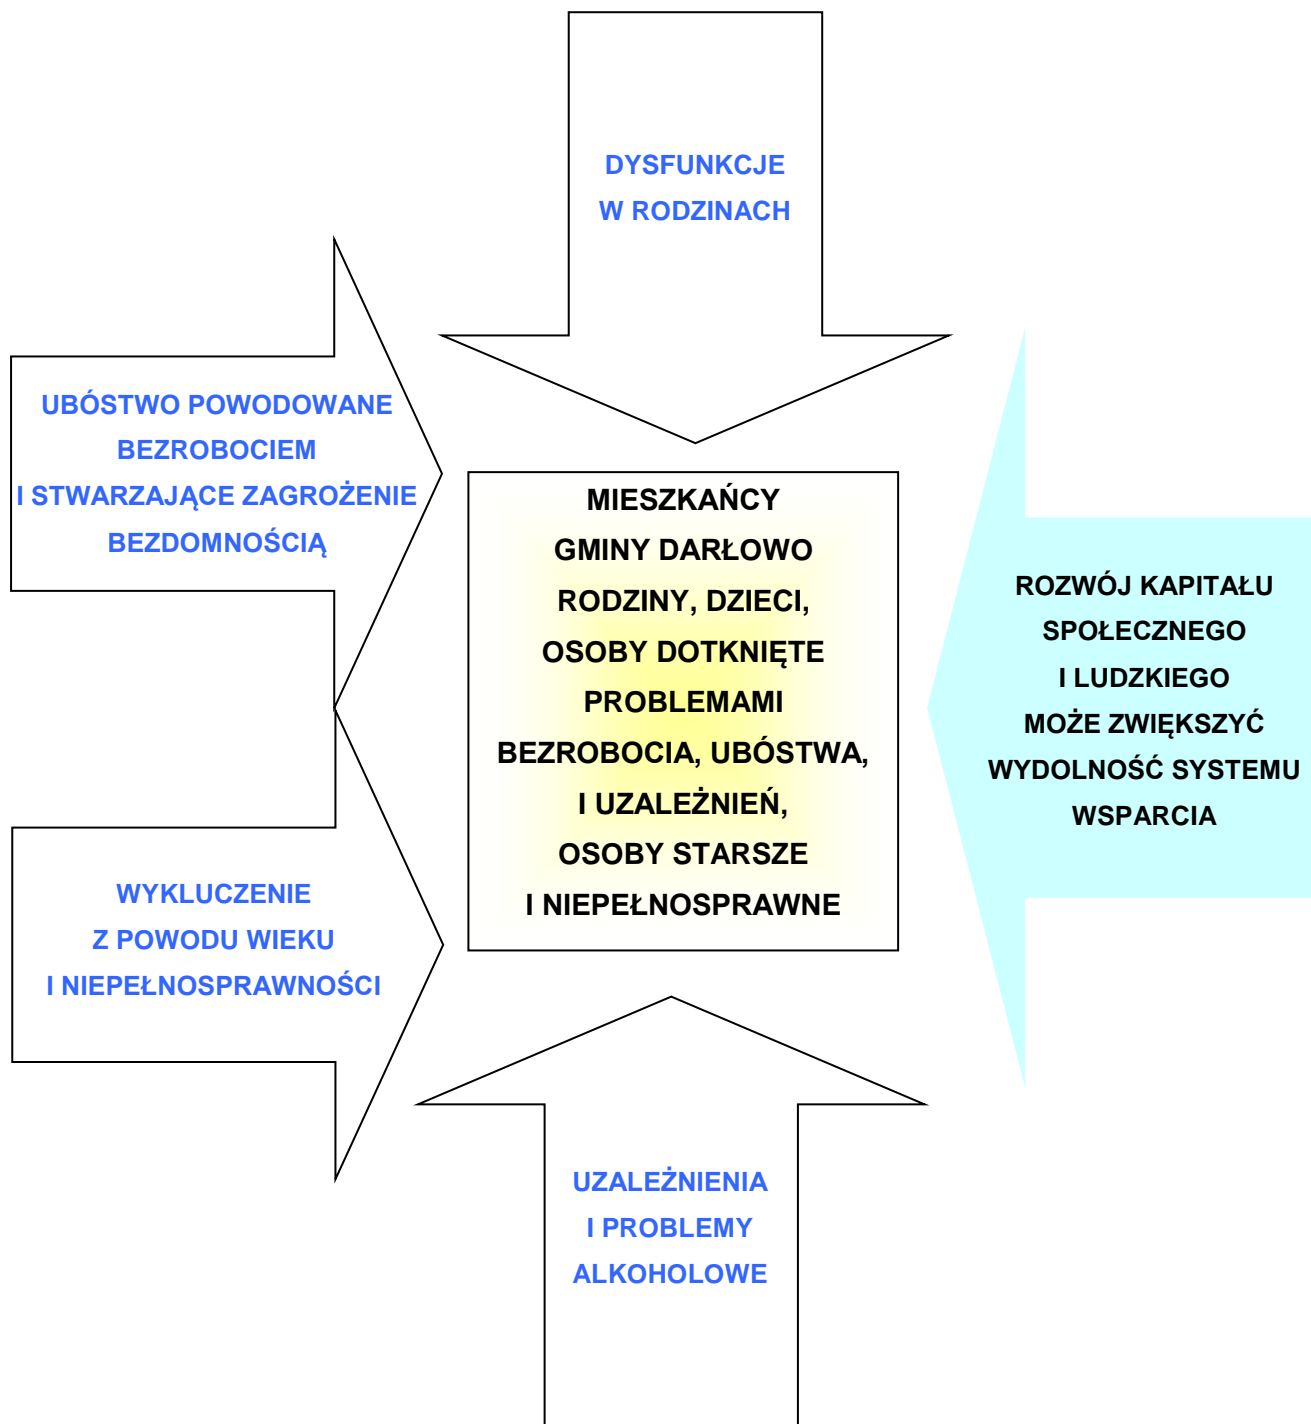 DYSFUNKCJE
W RODZINACH
UBÓSTWO POWODOWANE
BEZROBOCIEM
I STWARZAJĄCE ZAGROŻENIE
BEZDOMNOŚCIĄ
MIESZKAŃCY
GMINY DARŁOWO
RODZINY, DZIECI,
OSOBY DOTKNIĘTE
PROBLEMAMI
BEZROBOCIA, UBÓSTWA,
I UZALEŻNIEŃ,
OSOBY STARSZE
I NIEPEŁNOSPRAWNE
ROZWÓJ KAPITAŁU
SPOŁECZNEGO
I LUDZKIEGO
MOŻE ZWIĘKSZYĆ
WYDOLNOŚĆ SYSTEMU
WSPARCIA
WYKLUCZENIE
Z POWODU WIEKU
I NIEPEŁNOSPRAWNOŚCI
UZALEŻNIENIA
I PROBLEMY
ALKOHOLOWE